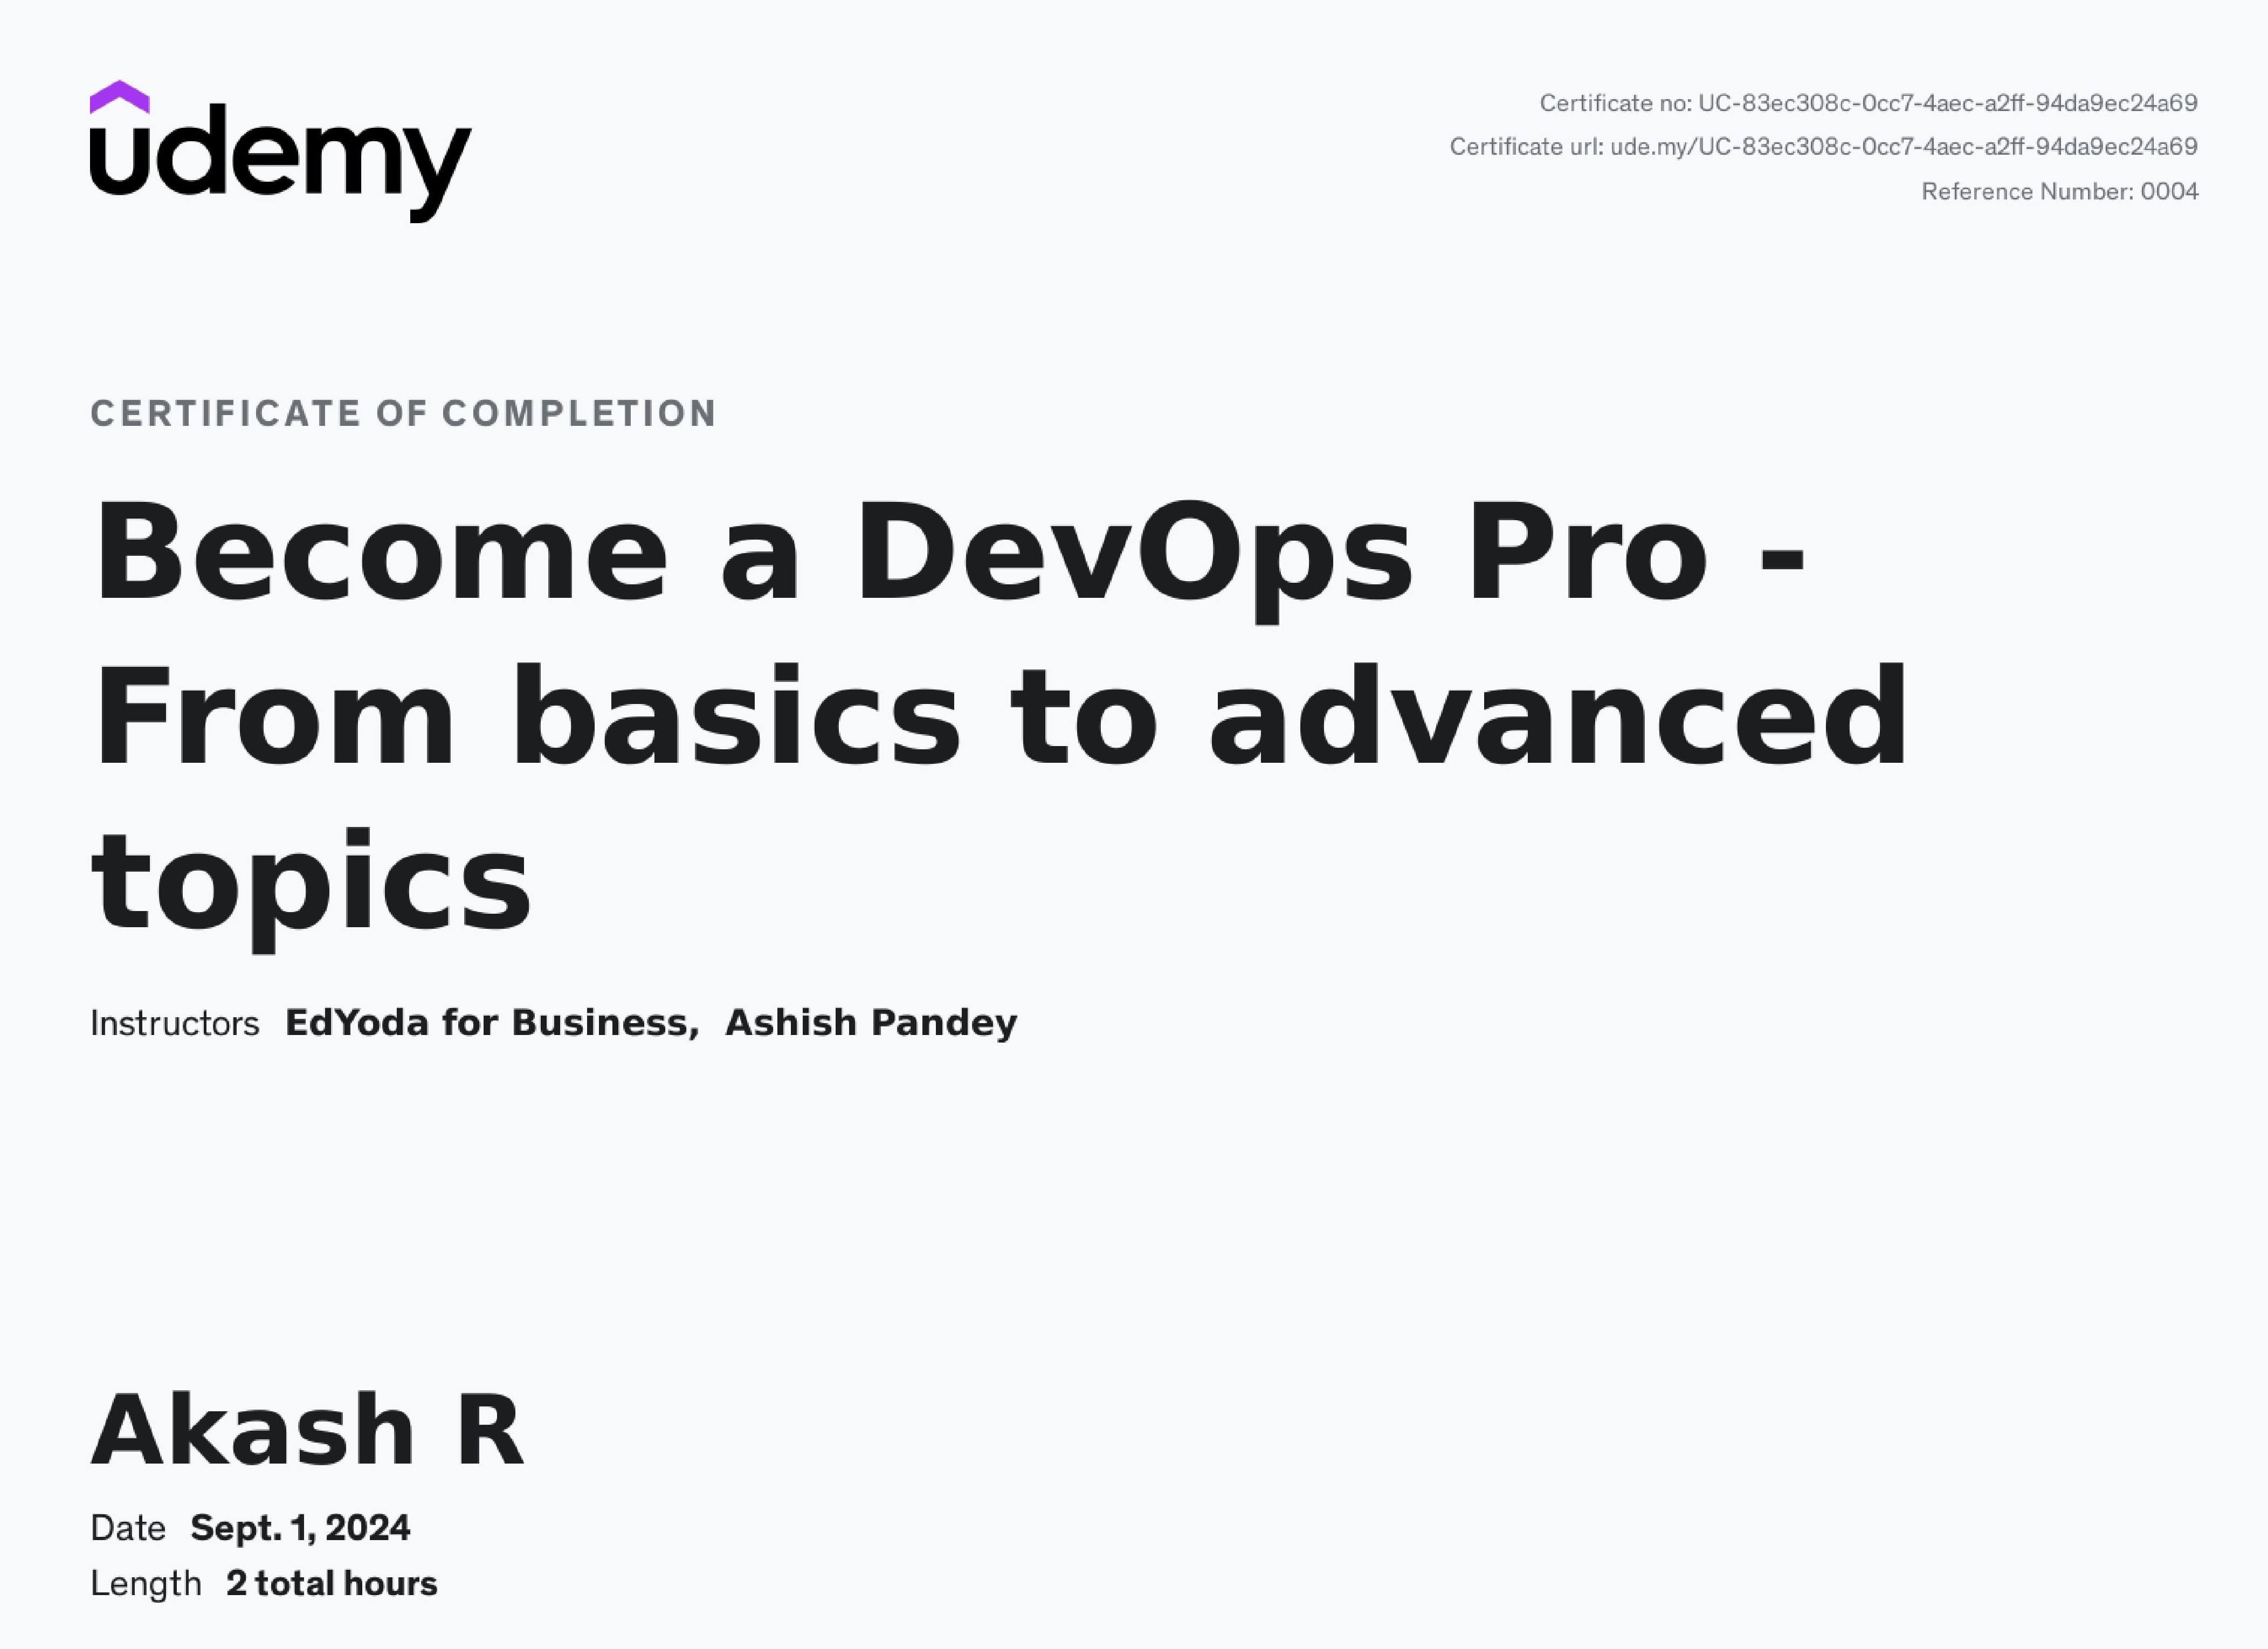 udemy
Certificate no: UC-83ec308c-0cc7-4aec-a2ff-94da9ec24a69
Certificate url: ude.my/UC-83ec308c-0cc7-4aec-a2ff-94da9ec24a69
Reference Number: 0004
CERTIFICATE OF COMPLETION
Become a DevOps Pro -
From basics to advanced
topics
Instructors EdYoda for Business, Ashish Pandey
Akash R
Date Sept. 1, 2024
Length 2 total hours